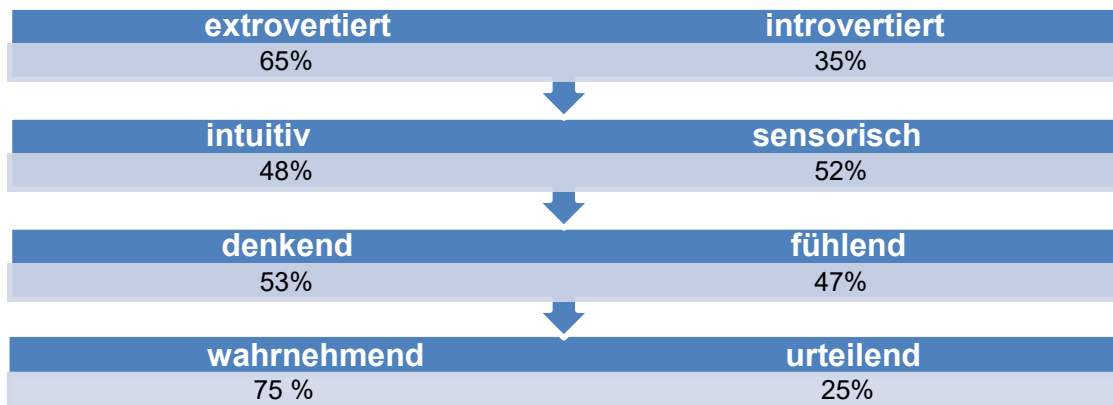 extrovertiert introvertiert
65% 35%
intuitiv sensorisch
48% 52%
denkend fühlend
53% 47%
wahrnehmend urteilend
75 % 25%